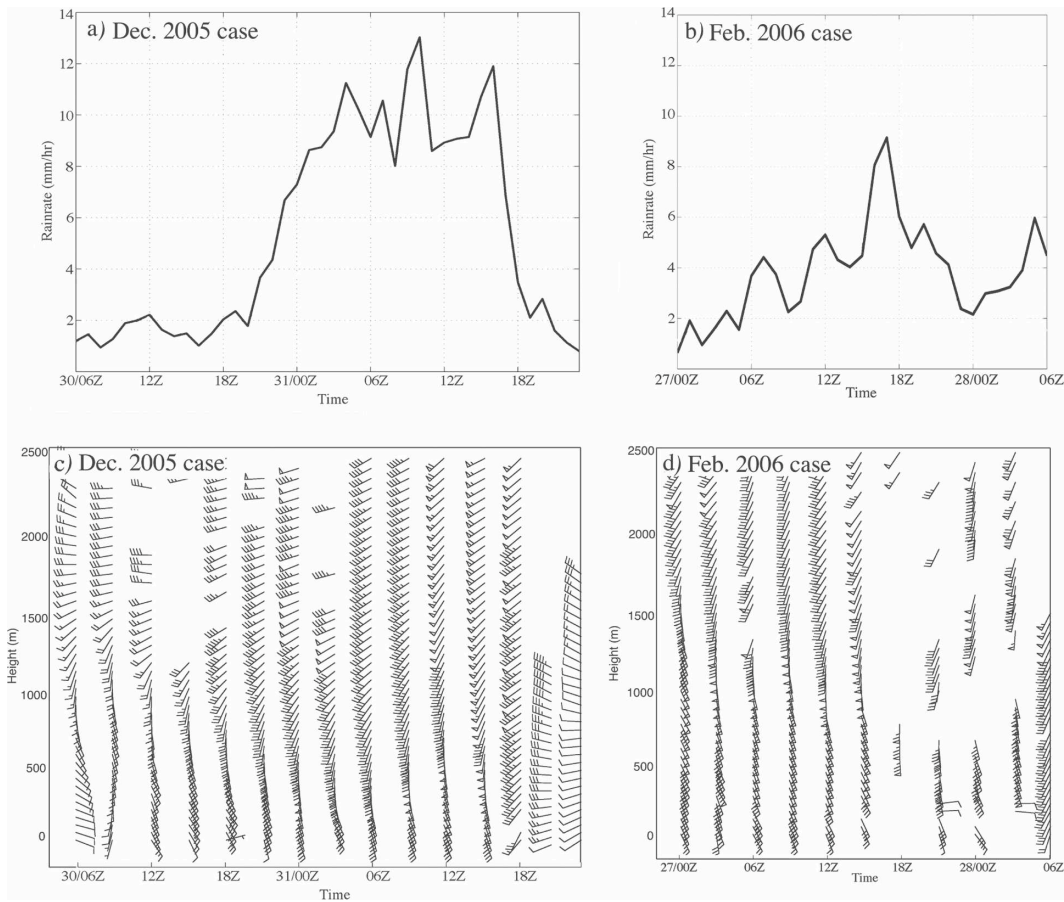 a) Dec. 2005 case
14
12
10
8
6
4
2
Rainrate (mm/hr)
30/06Z 12Z 18Z 31/00Z 06Z 12Z 18Z
Time
b) Feb. 2006 case
14
12
10
8
6
4
2
Rainrate (mm/hr)
27/00Z 06Z 12Z 18Z 28/00Z 06Z
Time
c) Dec. 2005 case
2500
2000
1500
1000
500
0
Height (m)
30/06Z 12Z 18Z 31/00Z 06Z 12Z 18Z
Time
d) Feb. 2006 case
2500
2000
1500
1000
500
0
Height (m)
27/00Z 06Z 12Z 18Z 28/00Z 06Z
Time